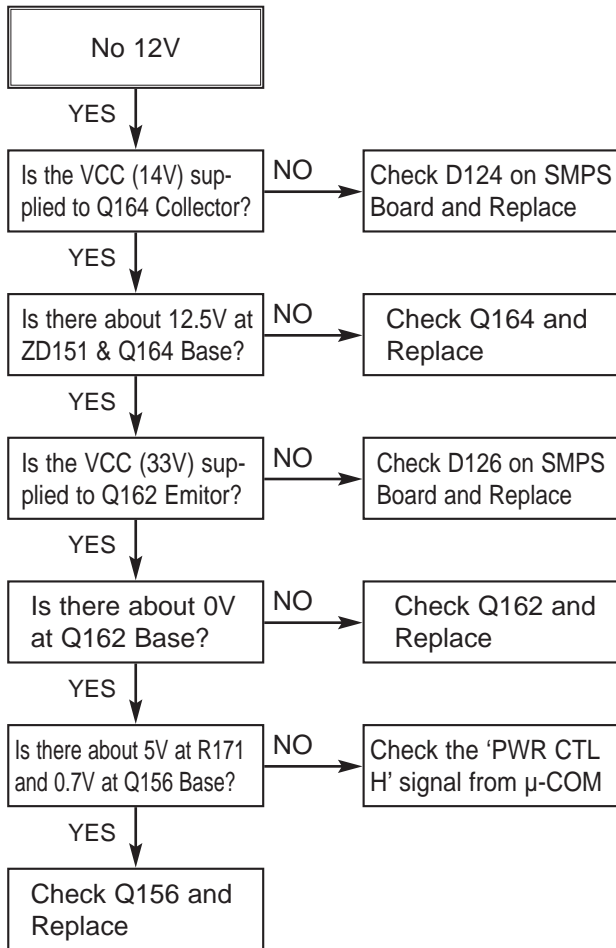 No 12V
YES
Is the VCC (14V) sup-
plied to Q164 Collector?
NO
Check D124 on SMPS
Board and Replace
YES
Is there about 12.5V at
ZD151 & Q164 Base?
NO
Check Q164 and
Replace
YES
Is the VCC (33V) sup-
plied to Q162 Emitor?
NO
Check D126 on SMPS
Board and Replace
YES
Is there about 0V
at Q162 Base?
NO
Check Q162 and
Replace
YES
Is there about 5V at R171
and 0.7V at Q156 Base?
NO
Check the ‘PWR CTL
H’ signal from µ-COM
YES
Check Q156 and
Replace